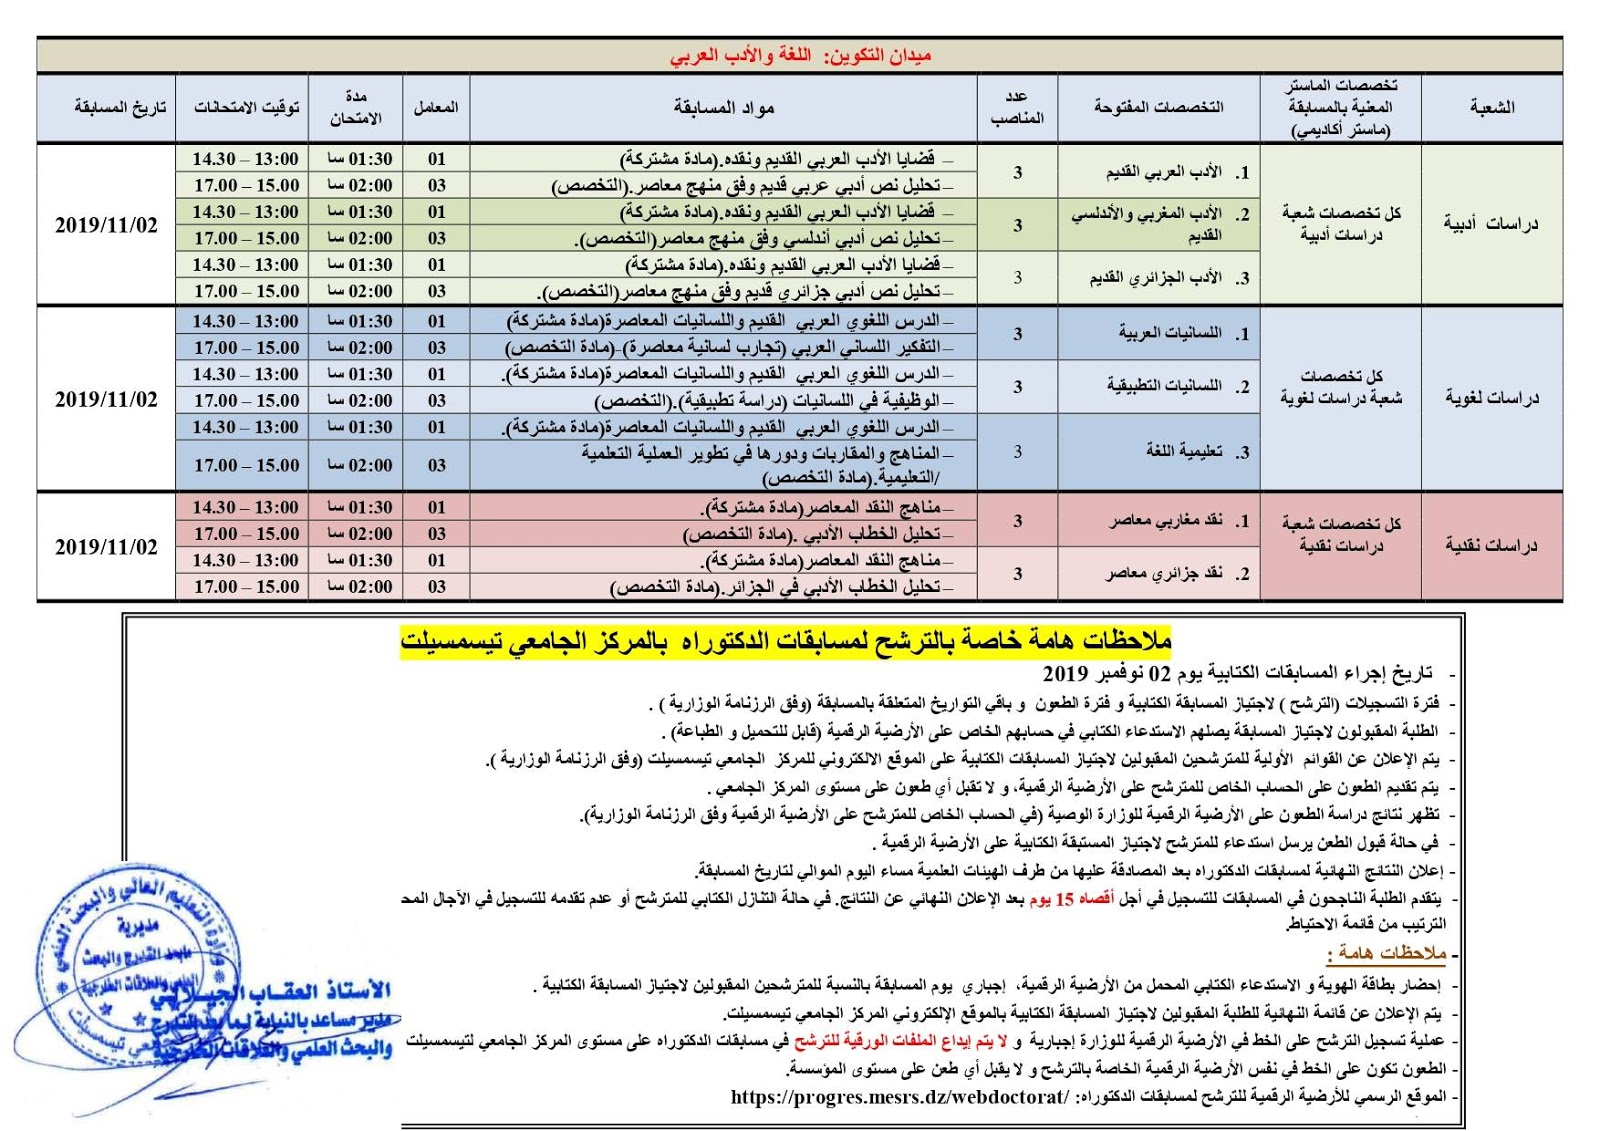 ميدان التكوين: اللغة والأدب العربي
الشعبة
تخصصات الماستر
المعنية بالمسابقة
(ماستر أكاديمي)
التخصصات المفتوحة
عدد
المناصب
مواد المسابقة
المعامل
مدة
الامتحان
توقيت الامتحانات
تاريخ المسابقة
دراسات أدبية
كل تخصصات شعبة
دراسات أدبية
1. الأدب العربي القديم
3
– قضايا الأدب العربي القديم ونقده.(مادة مشتركة)
01
01:30 سا
13:00 – 14.30
2019/11/02
– تحليل نص أدبي عربي قديم وفق منهج معاصر.(التخصص)
03
02:00 سا
15.00 – 17.00
2. الأدب المغربي والأندلسي
القديم
3
– قضايا الأدب العربي القديم ونقده.(مادة مشتركة)
01
01:30 سا
13:00 – 14.30
– تحليل نص أدبي أندلسي وفق منهج معاصر(التخصص).
03
02:00 سا
15.00 – 17.00
3. الأدب الجزائري القديم
3
– قضايا الأدب العربي القديم ونقده.(مادة مشتركة)
01
01:30 سا
13:00 – 14.30
– تحليل نص أدبي جزائري قديم وفق منهج معاصر(التخصص).
03
02:00 سا
15.00 – 17.00
دراسات لغوية
كل تخصصات
شعبة دراسات لغوية
1. اللسانيات العربية
3
– الدرس اللغوي العربي القديم واللسانيات المعاصرة(مادة مشتركة)
01
01:30 سا
13:00 – 14.30
2019/11/02
– التفكير اللساني العربي (تجارب لسانية معاصرة)-(مادة التخصص)
03
02:00 سا
15.00 – 17.00
2. اللسانيات التطبيقية
3
– الدرس اللغوي العربي القديم واللسانيات المعاصرة(مادة مشتركة).
01
01:30 سا
13:00 – 14.30
– الوظيفية في اللسانيات (دراسة تطبيقية).(التخصص)
03
02:00 سا
15.00 – 17.00
3. تعليمية اللغة
3
– الدرس اللغوي العربي القديم واللسانيات المعاصرة(مادة مشتركة).
01
01:30 سا
13:00 – 14.30
– المناهج والمقاربات ودورها في تطوير العملية التعلمية
/التعليمية.(مادة التخصص)
03
02:00 سا
15.00 – 17.00
دراسات نقدية
كل تخصصات شعبة
دراسات نقدية
1. نقد مغاربي معاصر
3
– مناهج النقد المعاصر(مادة مشتركة).
01
01:30 سا
13:00 – 14.30
2019/11/02
– تحليل الخطاب الأدبي .(مادة التخصص)
03
02:00 سا
15.00 – 17.00
2. نقد جزائري معاصر
3
– مناهج النقد المعاصر(مادة مشتركة).
01
01:30 سا
13:00 – 14.30
– تحليل الخطاب الأدبي في الجزائر.(مادة التخصص)
03
02:00 سا
15.00 – 17.00
ملاحظات هامة خاصة بالترشح لمسابقات الدكتوراه بالمركز الجامعي تيسمسيلت
- تاريخ إجراء المسابقات الكتابية يوم 02 نوفمبر 2019
- فترة التسجيلات (الترشح ) لاجتياز المسابقة الكتابية و فترة الطعون و باقي التواريخ المتعلقة بالمسابقة (وفق الرزنامة الوزارية ) .
- الطلبة المقبولون لاجتياز المسابقة يصلهم الاستدعاء الكتابي في حسابهم الخاص على الأرضية الرقمية (قابل للتحميل و الطباعة) .
- يتم الإعلان عن القوائم الأولية للمترشحين المقبولين لاجتياز المسابقات الكتابية على الموقع الالكتروني للمركز الجامعي تيسمسيلت (وفق الرزنامة الوزارية ).
- يتم تقديم الطعون على الحساب الخاص للمترشح على الأرضية الرقمية، و لا تقبل أي طعون على مستوى المركز الجامعي .
- تظهر نتائج دراسة الطعون على الأرضية الرقمية للوزارة الوصية (في الحساب الخاص للمترشح على الأرضية الرقمية وفق الرزنامة الوزارية).
- في حالة قبول الطعن يرسل استدعاء للمترشح لاجتياز المستبقة الكتابية على الأرضية الرقمية .
- إعلان النتائج النهائية لمسابقات الدكتوراه بعد المصادقة عليها من طرف الهيئات العلمية مساء اليوم الموالي لتاريخ المسابقة.
- يتقدم الطلبة الناجحون في المسابقات للتسجيل في أجل أقصاه 15 يوم بعد الإعلان النهائي عن النتائج. في حالة التنازل الكتابي للمترشح أو عدم تقدمه للتسجيل في الآجال المح
الترتيب من قائمة الاحتياط.
- ملاحظات هامة :
- إحضار بطاقة الهوية و الاستدعاء الكتابي المحمل من الأرضية الرقمية، إجباري يوم المسابقة بالنسبة للمترشحين المقبولين لاجتياز المسابقة الكتابية .
- يتم الإعلان عن قائمة النهائية للطلبة المقبولين لاجتياز المسابقة الكتابية بالموقع الإلكتروني المركز الجامعي تيسمسيلت.
- عملية تسجيل الترشح على الخط في الأرضية الرقمية للوزارة إجبارية و لا يتم إيداع الملفات الورقية للترشح في مسابقات الدكتوراه على مستوى المركز الجامعي لتيسمسيلت
- الطعون تكون على الخط في نفس الأرضية الرقمية الخاصة بالترشح و لا يقبل أي طعن على مستوى المؤسسة.
- الموقع الرسمي للأرضية الرقمية للترشح لمسابقات الدكتوراه: https://progres.mesrs.dz/webdoctorat/
وزارة التعليم العالي والبحث العلمي
مديرية
مابعد التدرج والبحث
العلمي والعلاقات الخارجية
تيسمسيلت
الأستاذ العقاب الجيلالي
مدير مساعد بالنيابة لما بعد التدرج
والبحث العلمي والعلاقات الخارجية